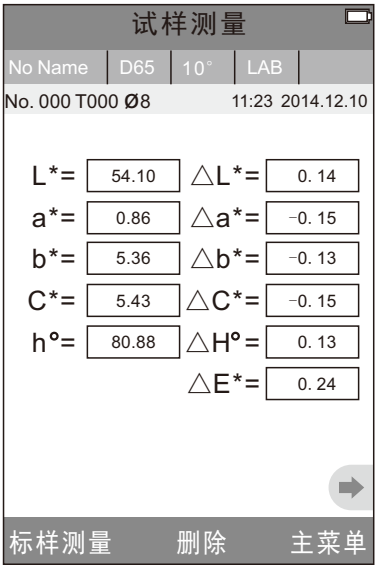 试样测量
No Name D65 10° LAB
No. 000 T000 Ø8 11:23 2014.12.10
L*= 54.10 △L*= 0.14
a*= 0.86 △a*= -0.15
b*= 5.36 △b*= -0.13
C*= 5.43 △C*= -0.15
h°= 80.88 △H°= 0.13
△E*= 0.24
标样测量 删除 主菜单